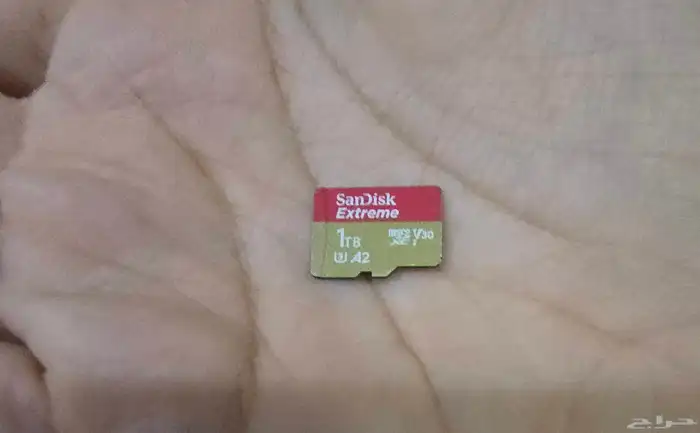 SanDisk
Extreme
1TB
microSD XC I V30
U3 A2
حراج